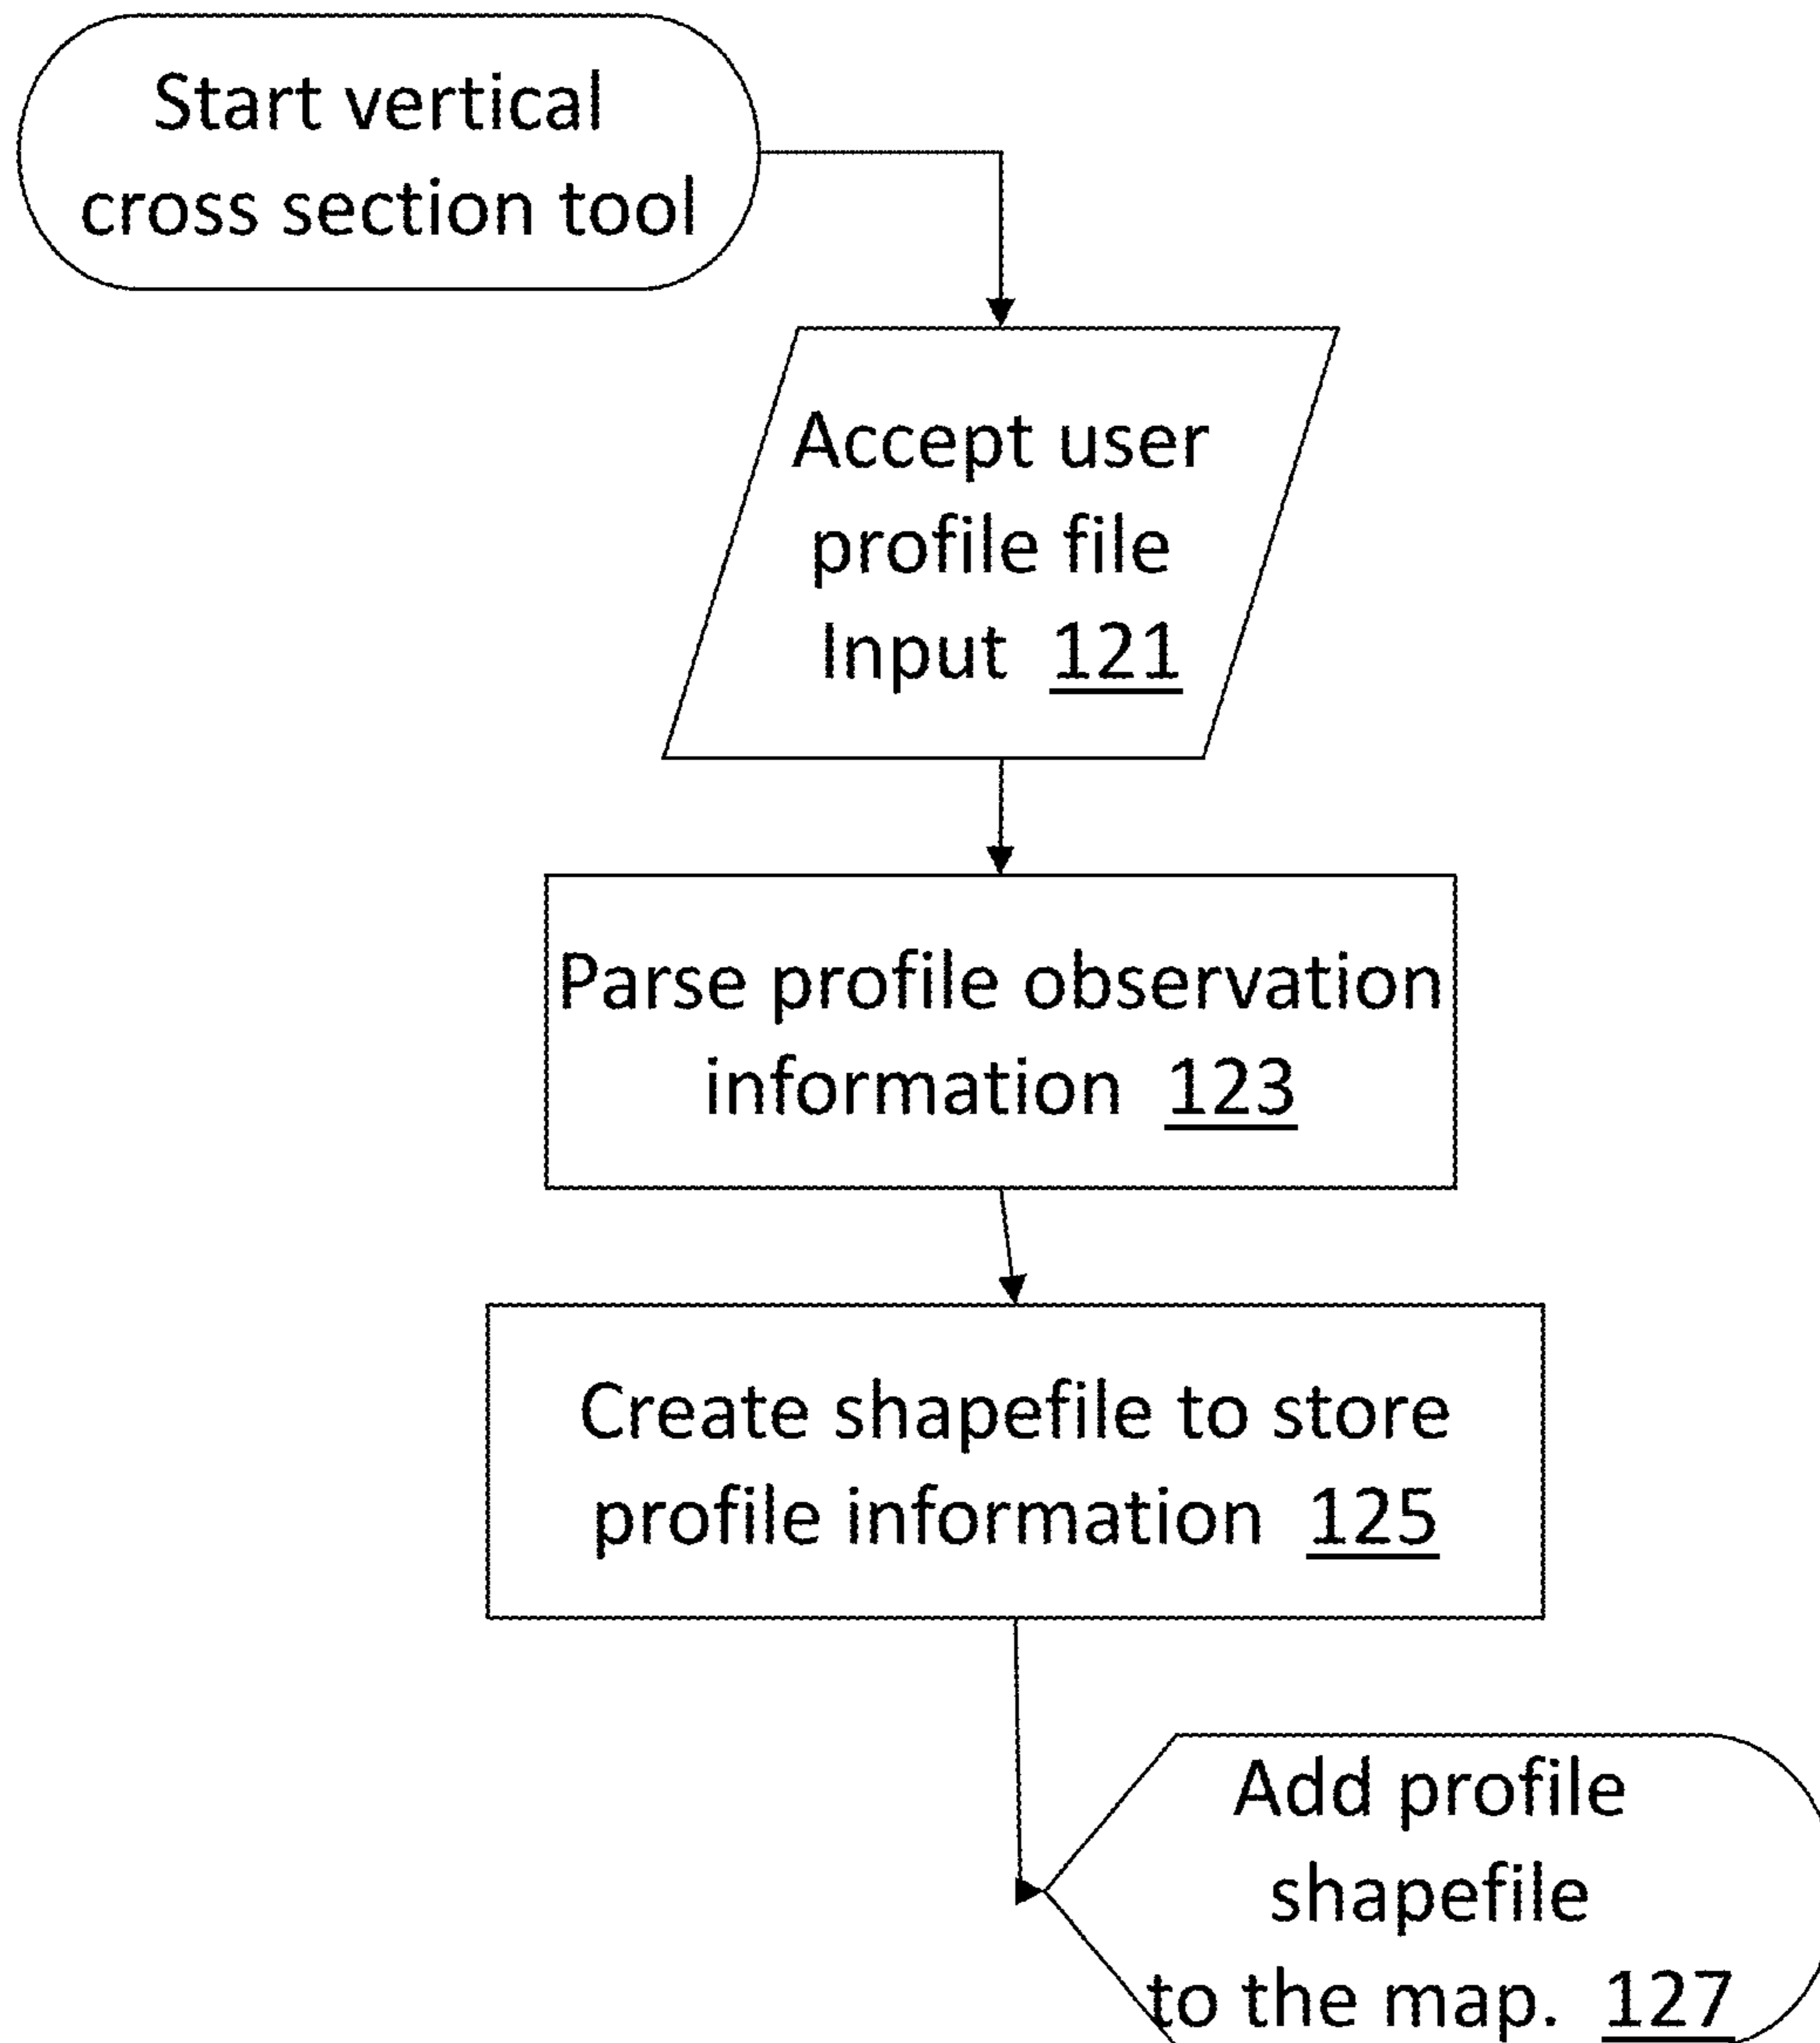 Start vertical
cross section tool
Accept user
profile file
Input 121
Parse profile observation
information 123
Create shapefile to store
profile information 125
Add profile
shapefile
to the map. 127